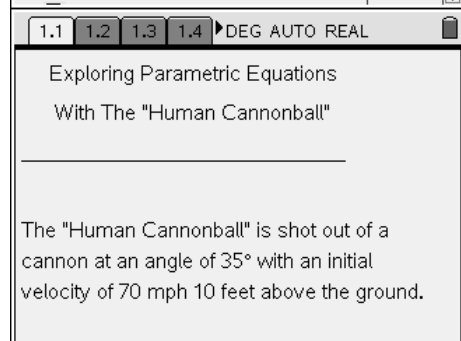 1.1 1.2 1.3 1.4 DEG AUTO REAL
Exploring Parametric Equations
With The "Human Cannonball"
The "Human Cannonball" is shot out of a
cannon at an angle of 35° with an initial
velocity of 70 mph 10 feet above the ground.